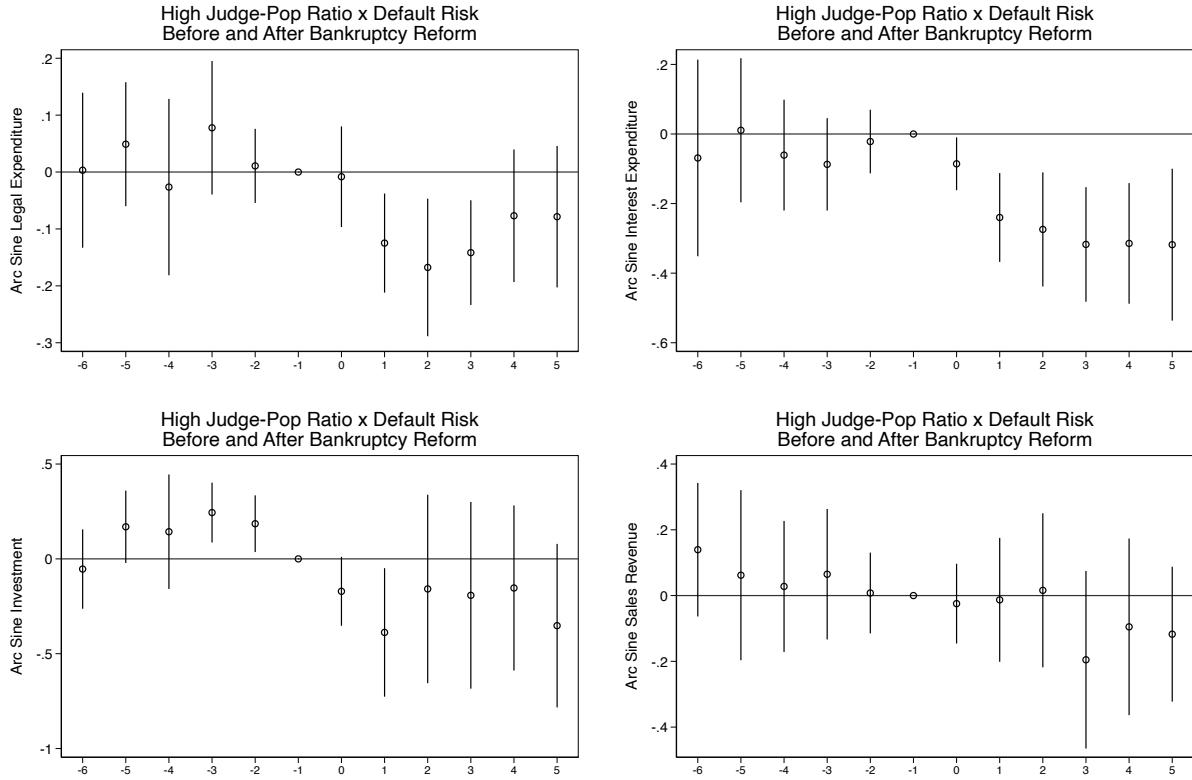 High Judge-Pop Ratio x Default Risk
Before and After Bankruptcy Reform
Arc Sine Legal Expenditure
.2
.1
0
-.1
-.2
-.3
-6 -5 -4 -3 -2 -1 0 1 2 3 4 5
High Judge-Pop Ratio x Default Risk
Before and After Bankruptcy Reform
Arc Sine Interest Expenditure
.2
0
-.2
-.4
-.6
-6 -5 -4 -3 -2 -1 0 1 2 3 4 5
High Judge-Pop Ratio x Default Risk
Before and After Bankruptcy Reform
Arc Sine Investment
.5
0
-.5
-1
-6 -5 -4 -3 -2 -1 0 1 2 3 4 5
High Judge-Pop Ratio x Default Risk
Before and After Bankruptcy Reform
Arc Sine Sales Revenue
.4
.2
0
-.2
-.4
-6 -5 -4 -3 -2 -1 0 1 2 3 4 5